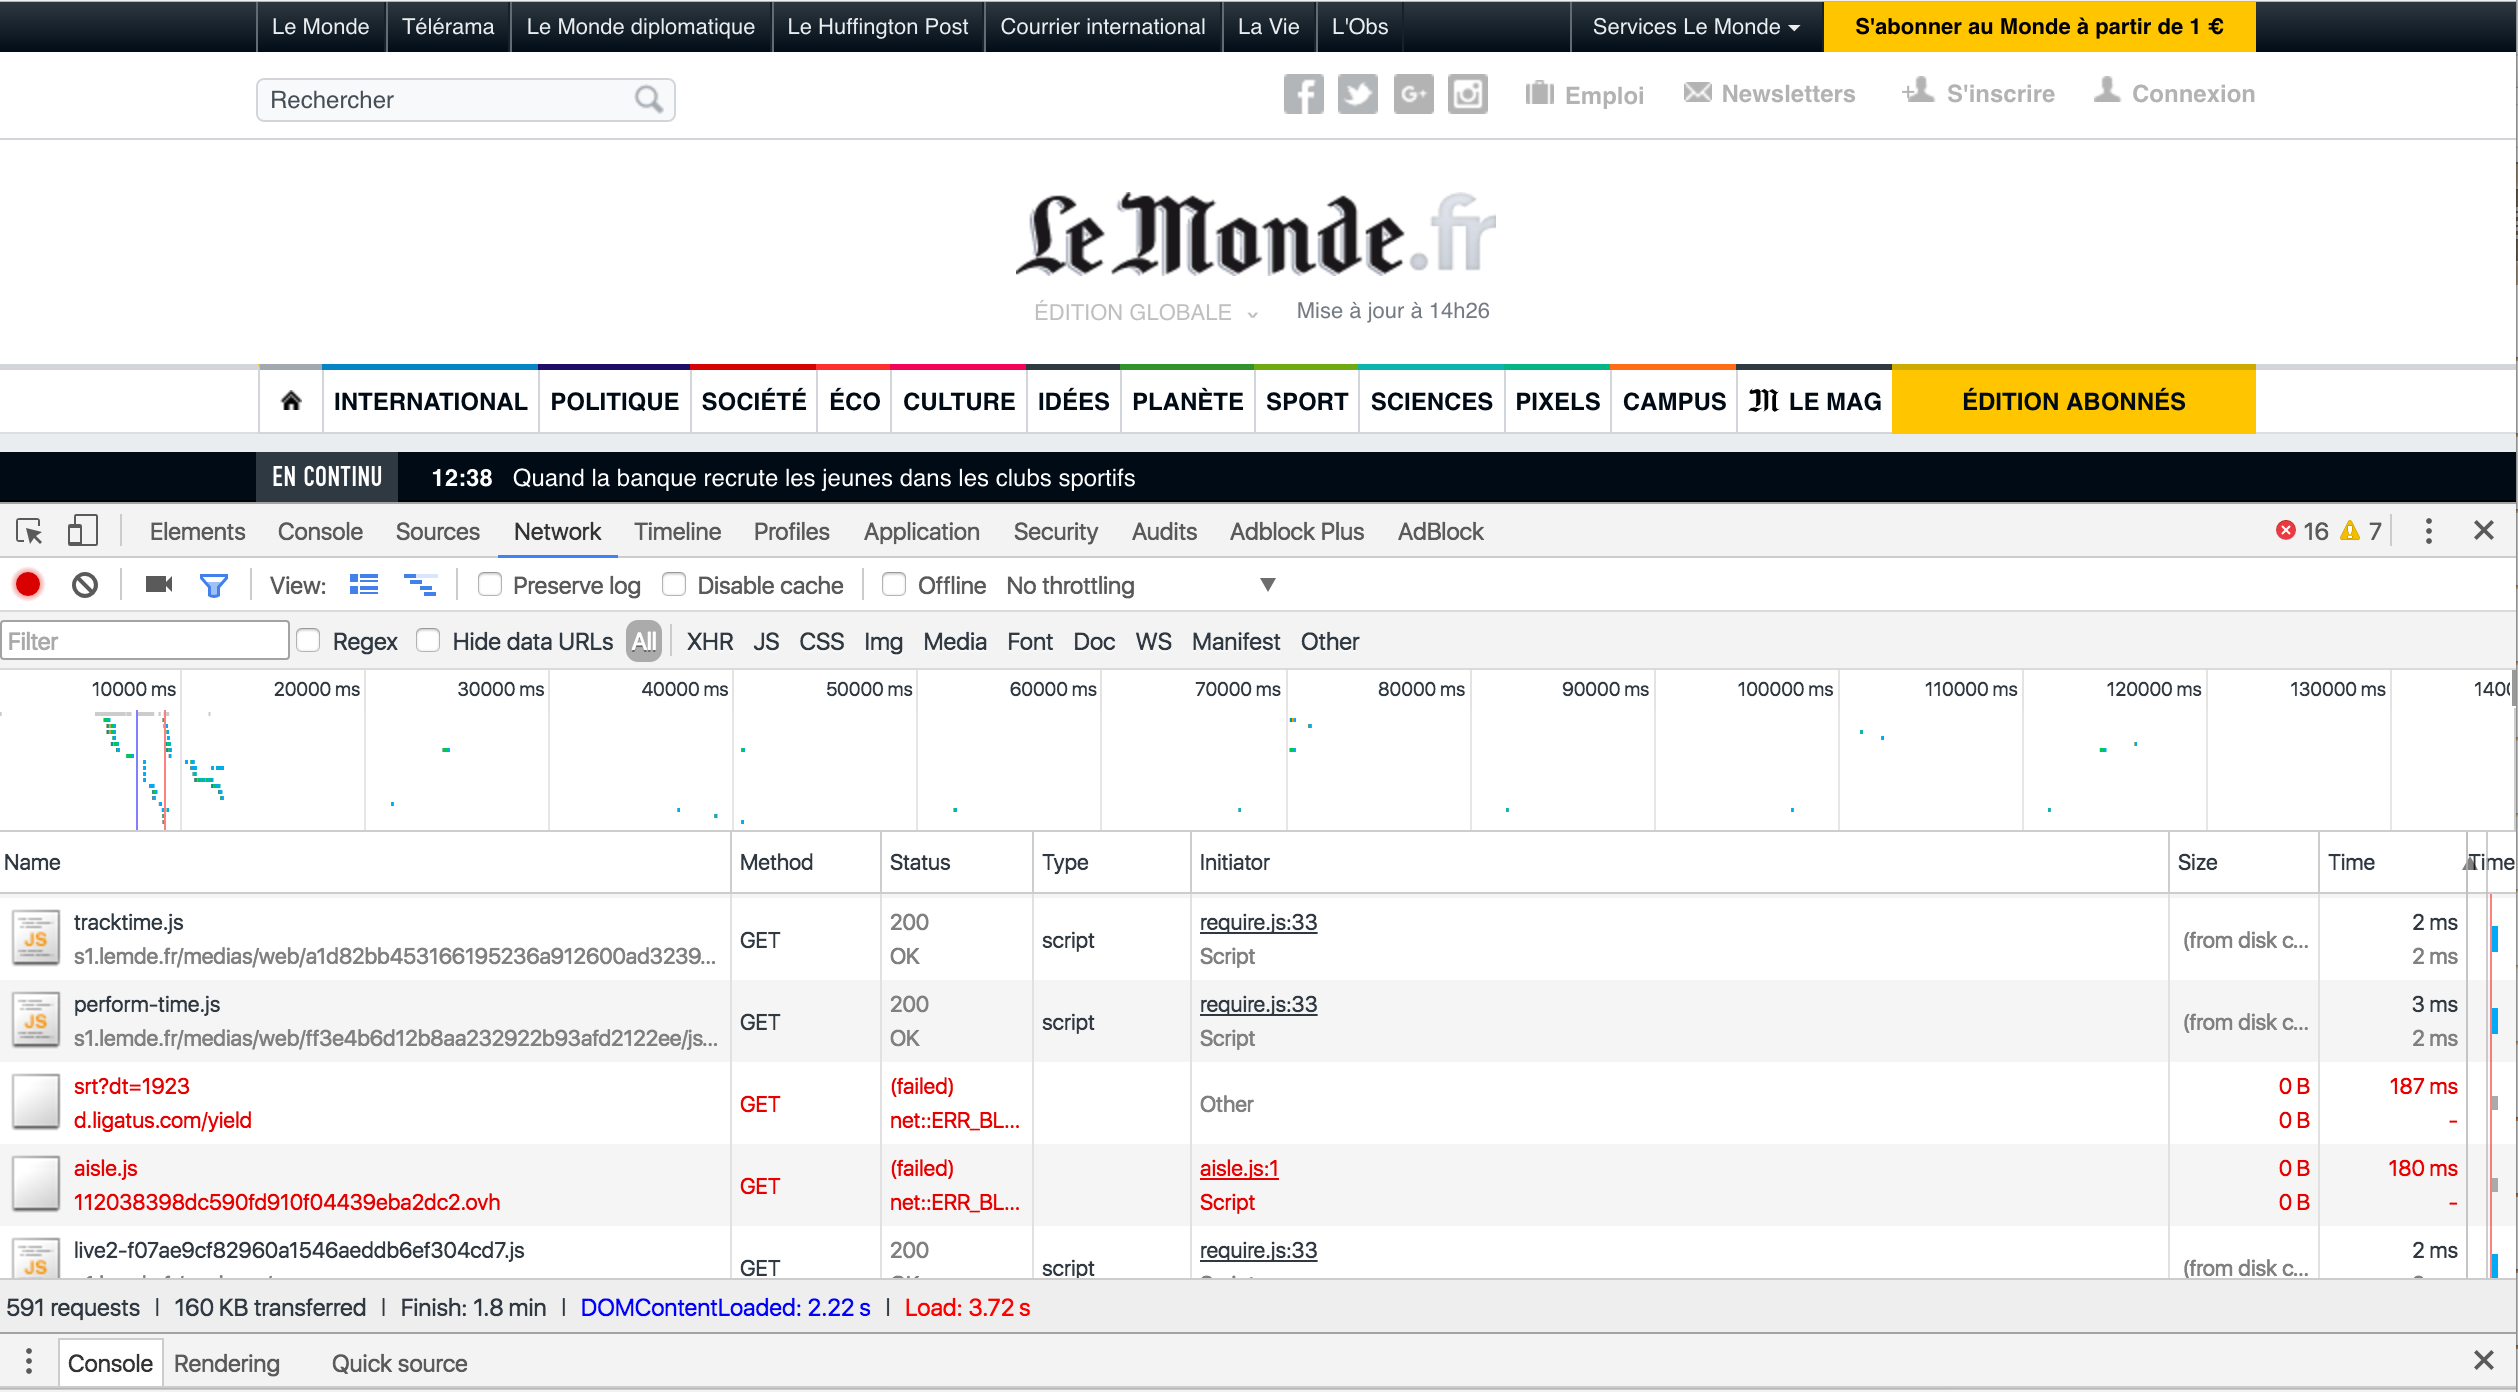 Le Monde Télérama Le Monde diplomatique Le Huffington Post Courrier international La Vie L'Obs Services Le Monde S'abonner au Monde à partir de 1 €
Rechercher Emploi Newsletters S'inscrire Connexion
Le Monde.fr
ÉDITION GLOBALE Mise à jour à 14h26
INTERNATIONAL POLITIQUE SOCIÉTÉ ÉCO CULTURE IDÉES PLANÈTE SPORT SCIENCES PIXELS CAMPUS M LE MAG ÉDITION ABONNÉS
EN CONTINU 12:38 Quand la banque recrute les jeunes dans les clubs sportifs
Elements Console Sources Network Timeline Profiles Application Security Audits Adblock Plus AdBlock 16 7
View: Preserve log Disable cache Offline No throttling
Filter Regex Hide data URLs All XHR JS CSS Img Media Font Doc WS Manifest Other
10000 ms 20000 ms 30000 ms 40000 ms 50000 ms 60000 ms 70000 ms 80000 ms 90000 ms 100000 ms 110000 ms 120000 ms 130000 ms
Name Method Status Type Initiator Size Time Time
tracktime.js 200 require.js:33 2 ms
JS GET script (from disk c...
s1.lemde.fr/medias/web/a1d82bb453166195236a912600ad3239... OK Script 2 ms
perform-time.js 200 require.js:33 3 ms
JS GET script (from disk c...
s1.lemde.fr/medias/web/ff3e4b6d12b8aa232922b93afd2122ee/js... OK Script 2 ms
srt?dt=1923 (failed) 0 B 187 ms
GET Other
d.ligatus.com/yield net::ERR_BL... 0 B -
aisle.js (failed) aisle.js:1 0 B 180 ms
GET
112038398dc590fd910f04439eba2dc2.ovh net::ERR_BL... Script 0 B -
live2-f07ae9cf82960a1546aeddb6ef304cd7.js 200 require.js:33 2 ms
JS GET script (from disk c...
591 requests | 160 KB transferred | Finish: 1.8 min | DOMContentLoaded: 2.22 s | Load: 3.72 s
Console Rendering Quick source